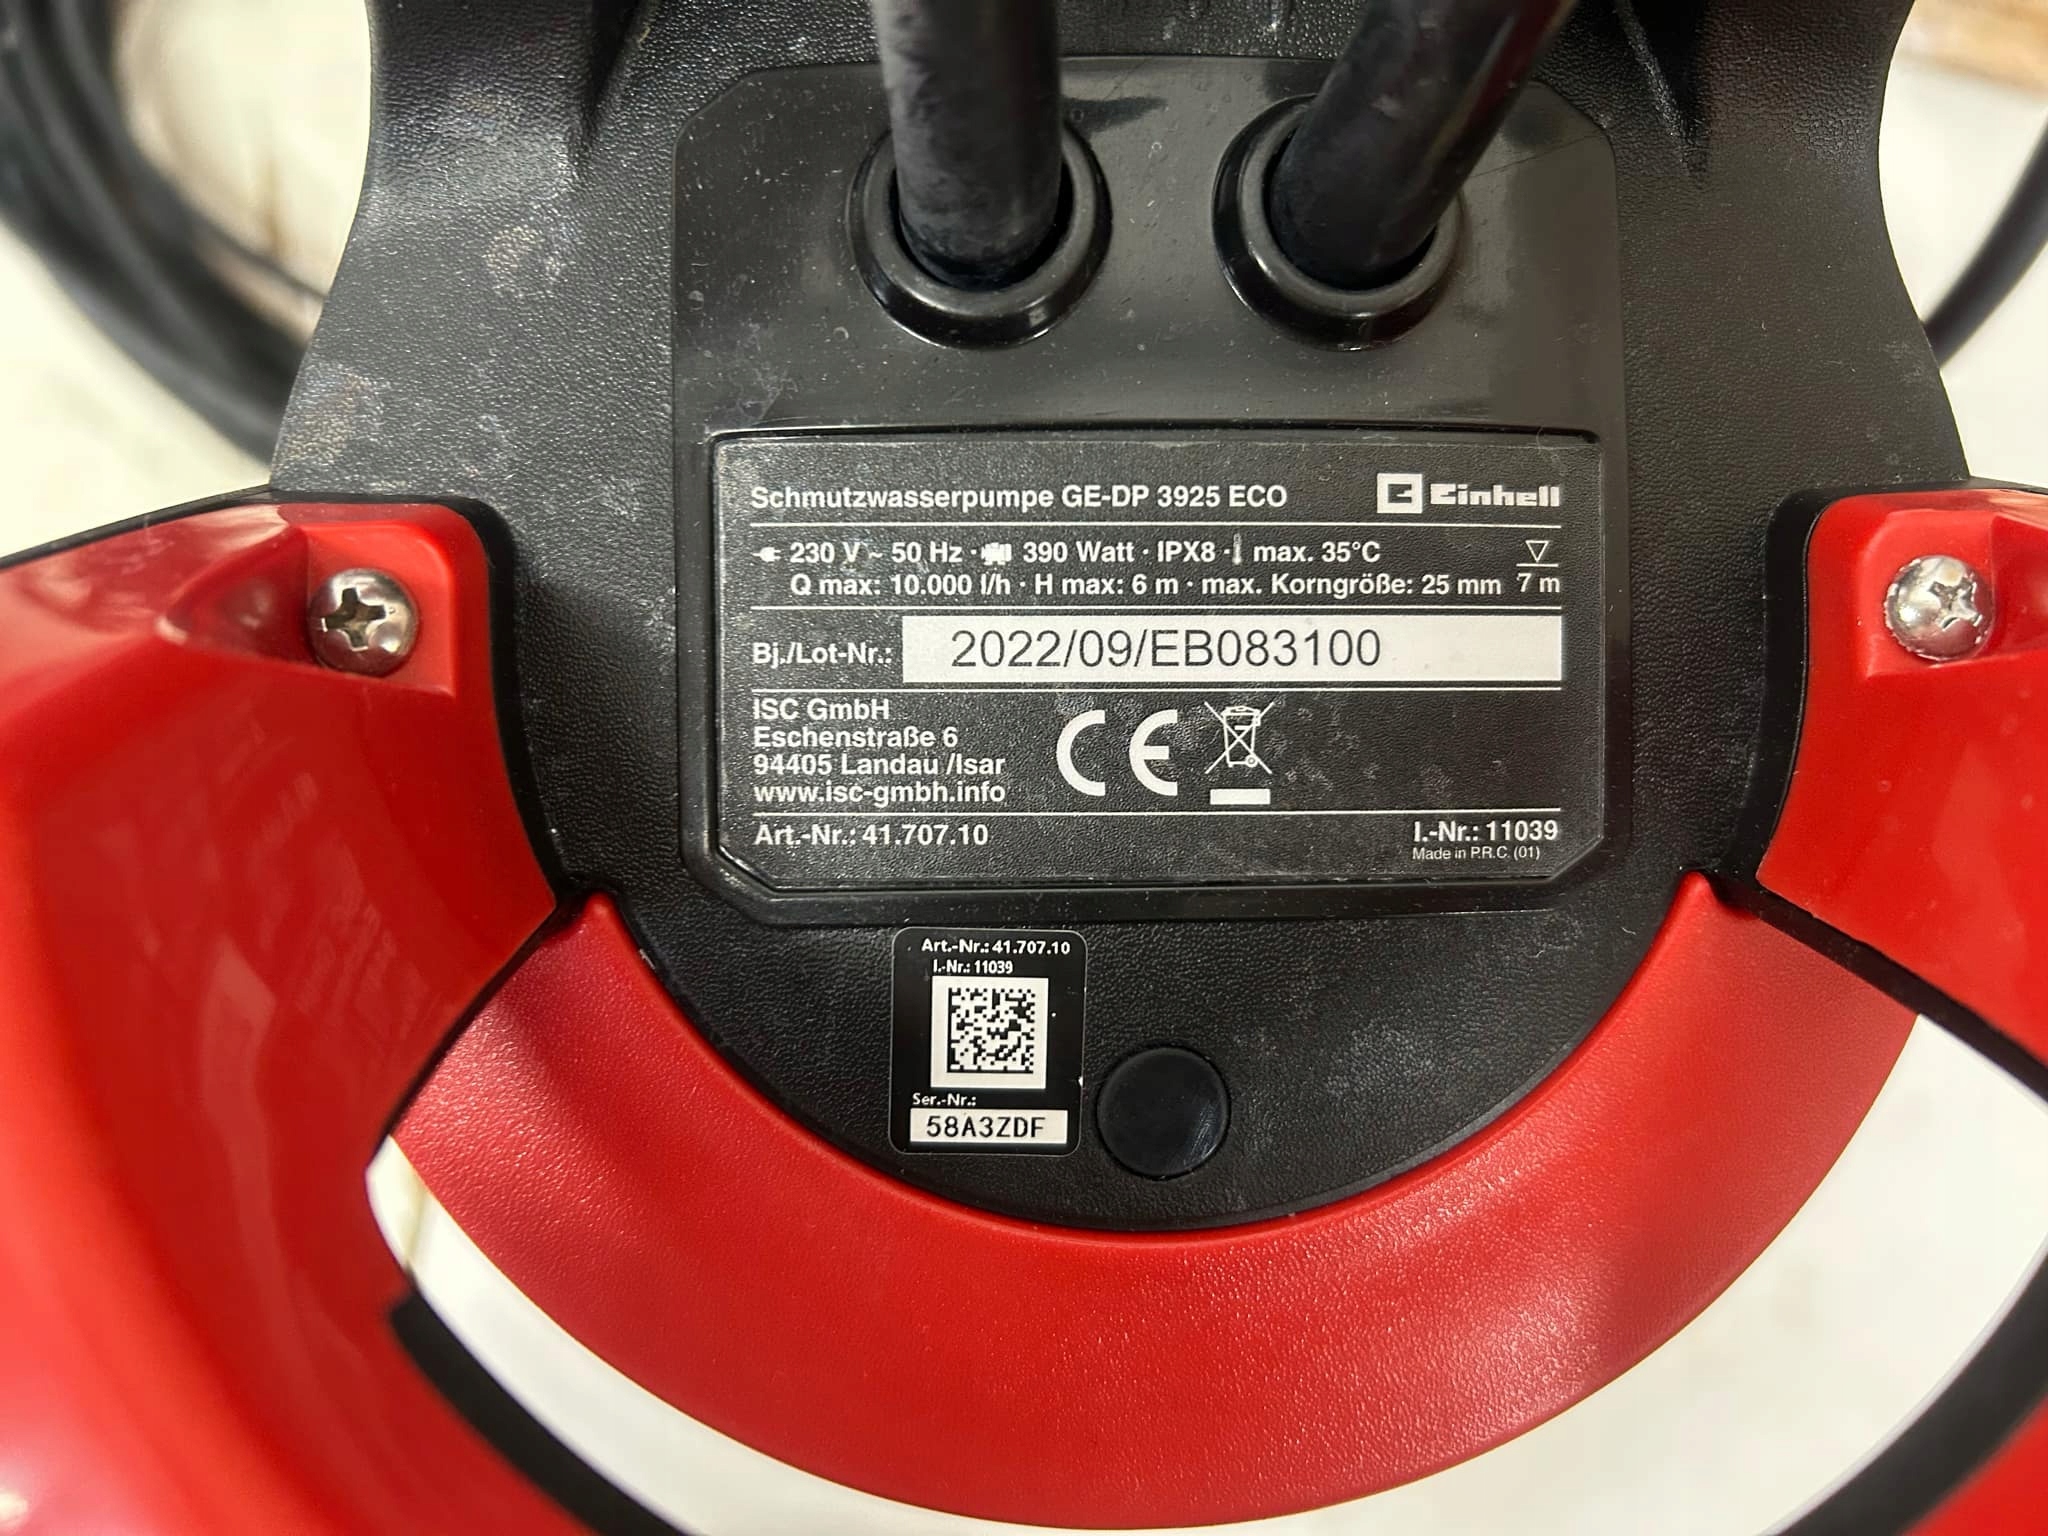 Schmutzwasserpumpe GE-DP 3925 ECO Einhell
230 V ~ 50 Hz · 390 Watt · IPX8 · max. 35°C
Q max: 10.000 l/h · H max: 6 m · max. Korngröße: 25 mm 7 m
Bj./Lot-Nr.: 2022/09/EB083100
ISC GmbH
Eschenstraße 6
94405 Landau /Isar
www.isc-gmbh.info
CE
Art.-Nr.: 41.707.10 I.-Nr.: 11039
Made in P.R.C. (01)
Art.-Nr.: 41.707.10
I.-Nr.: 11039
Ser.-Nr.:
58A3ZDF